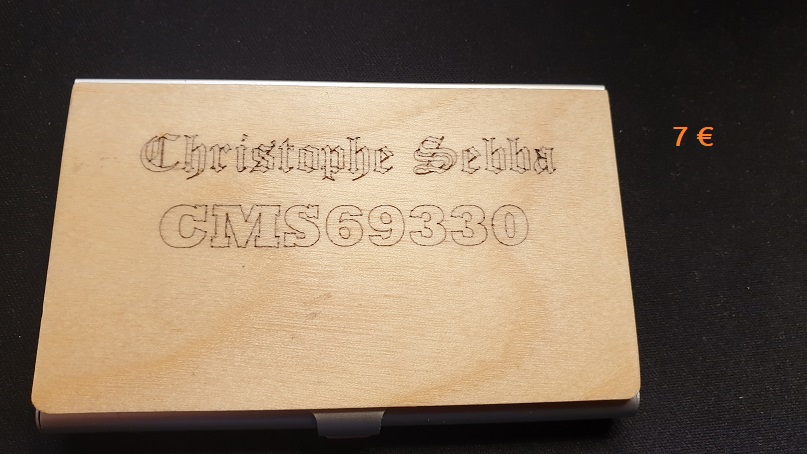 Christophe Sebba
CMS69330
7 €